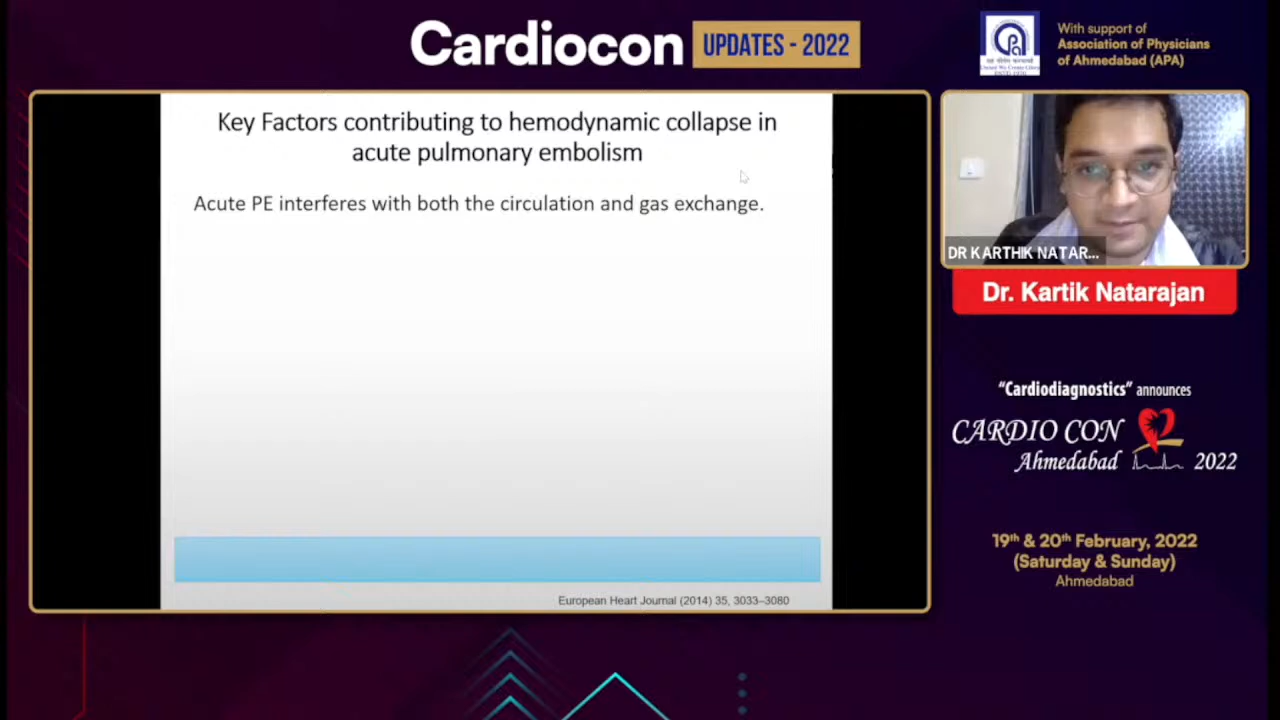 Cardiocon UPDATES - 2022
With support of
Association of Physicians
of Ahmedabad (APA)
Key Factors contributing to hemodynamic collapse in
acute pulmonary embolism
Acute PE interferes with both the circulation and gas exchange.
European Heart Journal (2014) 35, 3033–3080
DR KARTHIK NATAR...
Dr. Kartik Natarajan
“Cardiodiagnostics” announces
CARDIO CON
Ahmedabad 2022
19th & 20th February, 2022
(Saturday & Sunday)
Ahmedabad